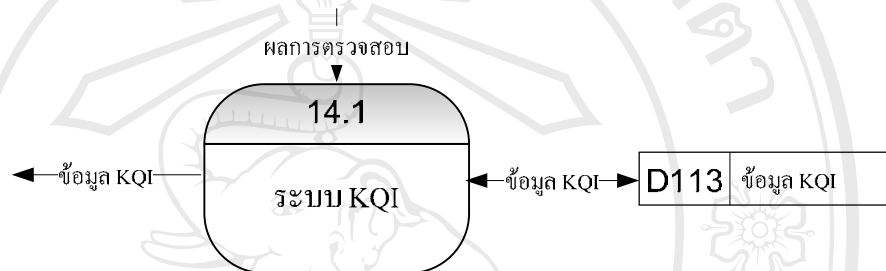 ผลการตรวจสอบ
14.1
ข้อมูล KQI
ระบบ KQI
ข้อมูล KQI
D113 ข้อมูล KQI